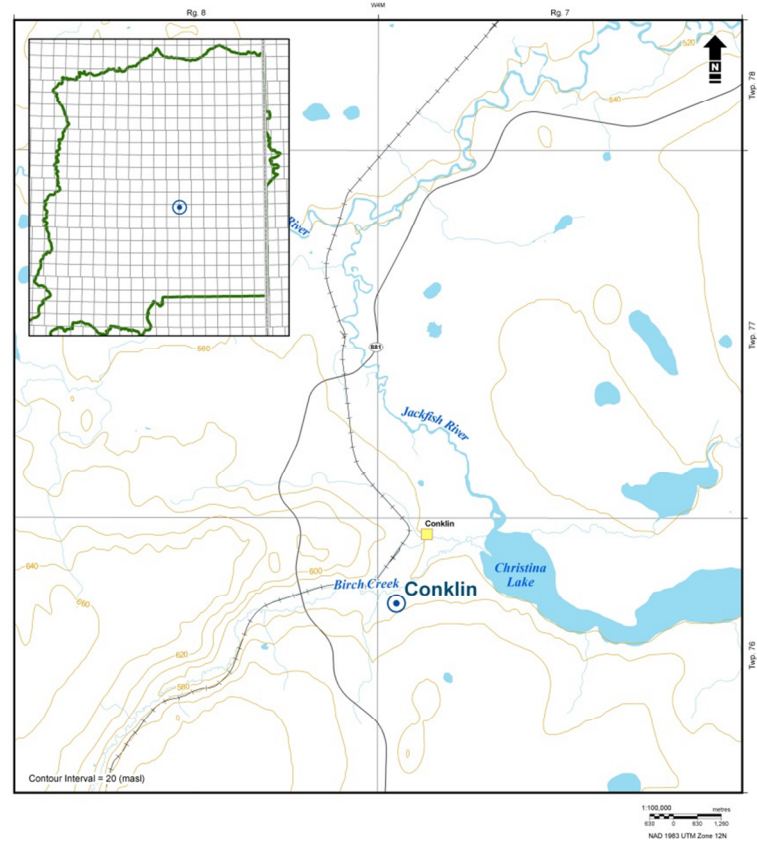 W4M
Rg. 8
Rg. 7
520
540
Twp. 78
River
881
560
Twp. 77
Jackfish River
Conklin
Christina
Lake
640
600
Birch Creek
Conklin
660
Twp. 76
620
580
Contour Interval = 20 (masl)
1:100,000
metres
630 0 630 1,260
NAD 1983 UTM Zone 12N